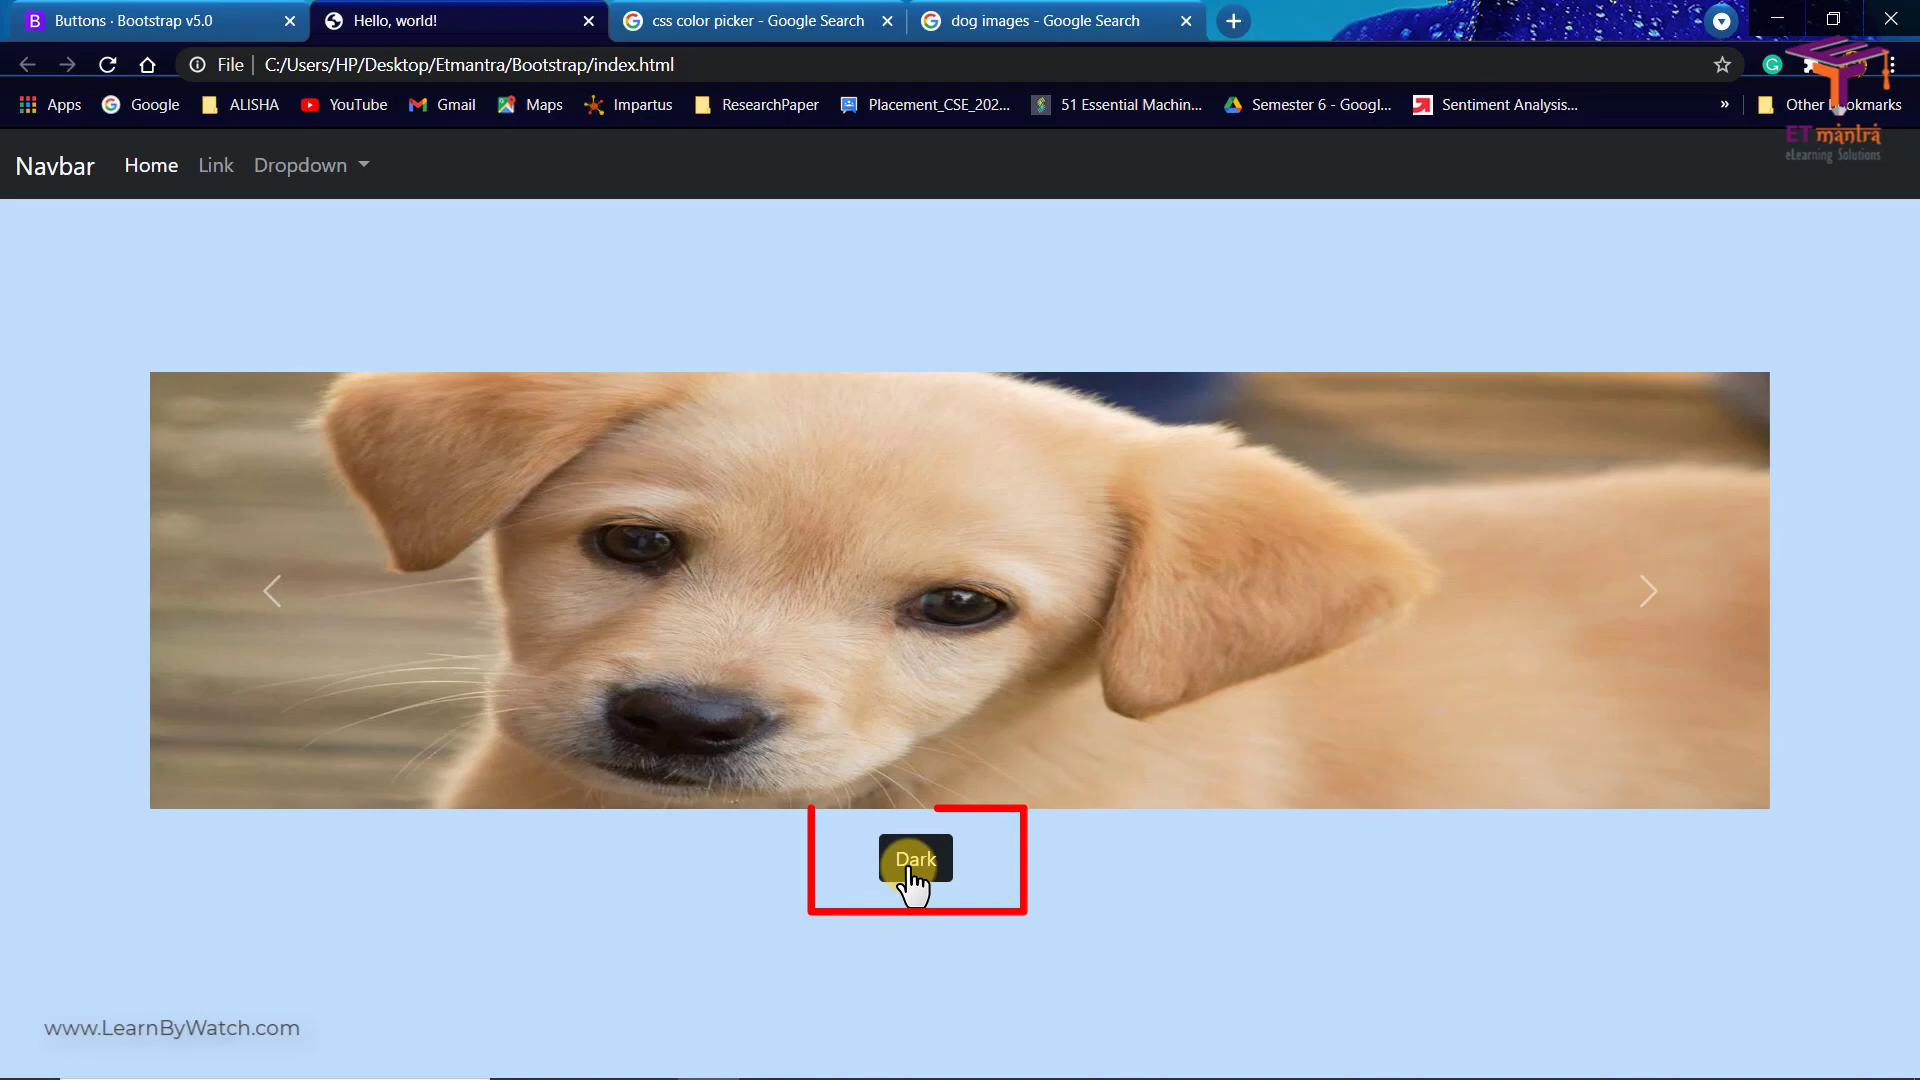 Buttons · Bootstrap v5.0
Hello, world!
css color picker - Google Search
dog images - Google Search
File
C:/Users/HP/Desktop/Etmantra/Bootstrap/index.html
Apps
Google
ALISHA
YouTube
Gmail
Maps
Impartus
ResearchPaper
Placement_CSE_202...
51 Essential Machin...
Semester 6 - Googl...
Sentiment Analysis...
»
Other
ET mantra
eLearning Solutions
Navbar
Home
Link
Dropdown
Dark
www.LearnByWatch.com